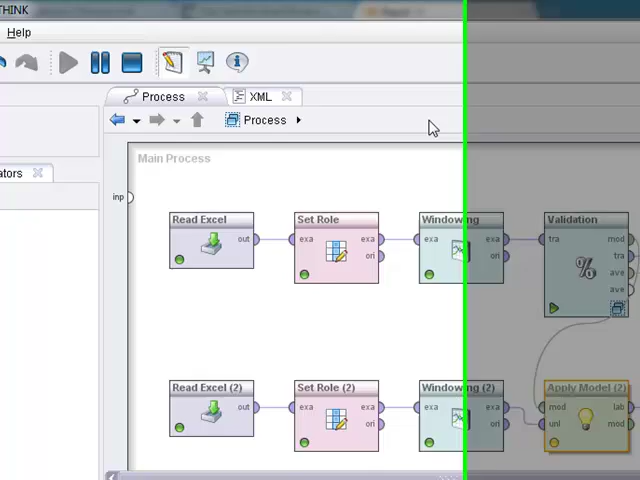 THINK
Help
Process
XML
Process
ators
Main Process
inp
Read Excel
out
Set Role
exa
exa
ori
Windowing
exa
exa
ori
Validation
tra
mod
tra
ave
ave
Read Excel (2)
out
Set Role (2)
exa
exa
ori
Windowing (2)
exa
exa
ori
Apply Model (2)
mod
unl
lab
mod